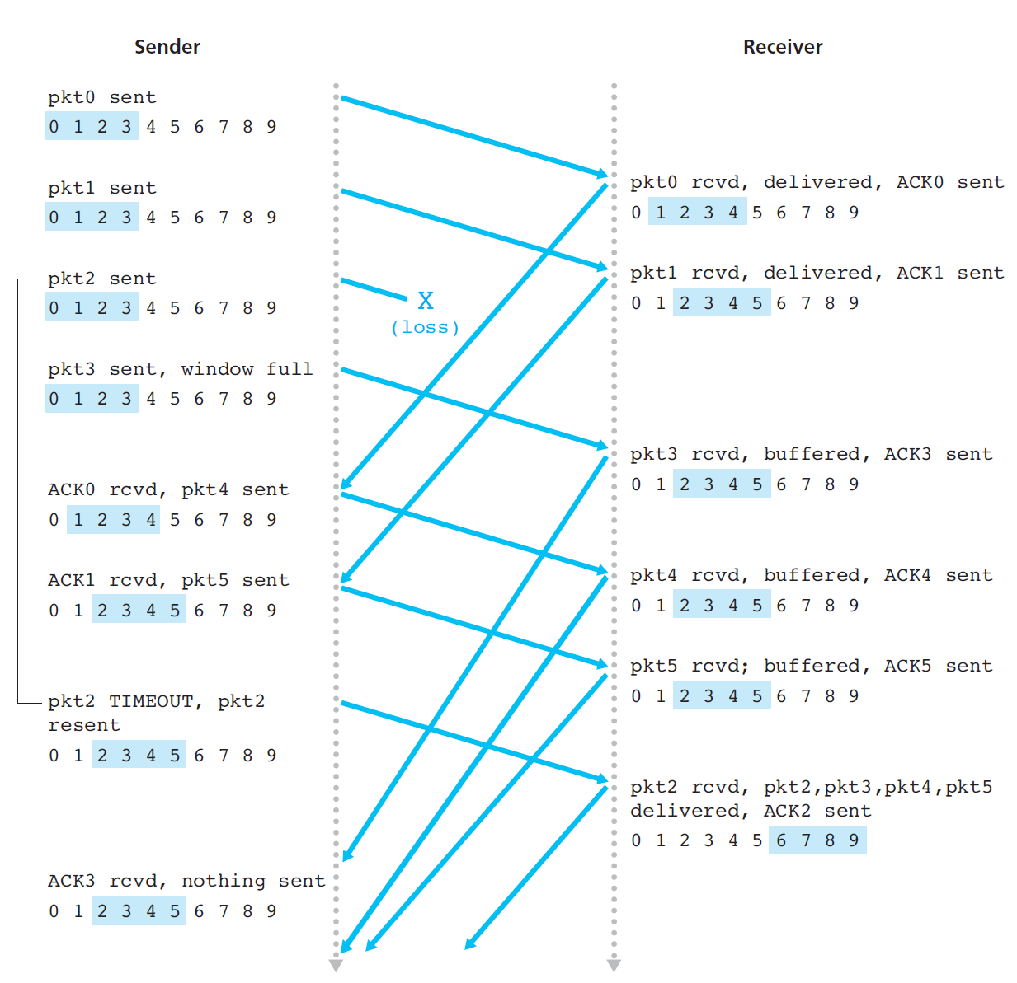 Sender
Receiver
pkt0 sent
0 1 2 3 4 5 6 7 8 9
pkt0 rcvd, delivered, ACK0 sent
0 1 2 3 4 5 6 7 8 9
pkt1 sent
0 1 2 3 4 5 6 7 8 9
pkt1 rcvd, delivered, ACK1 sent
0 1 2 3 4 5 6 7 8 9
pkt2 sent
0 1 2 3 4 5 6 7 8 9
X
(loss)
pkt3 sent, window full
0 1 2 3 4 5 6 7 8 9
pkt3 rcvd, buffered, ACK3 sent
0 1 2 3 4 5 6 7 8 9
ACK0 rcvd, pkt4 sent
0 1 2 3 4 5 6 7 8 9
pkt4 rcvd, buffered, ACK4 sent
0 1 2 3 4 5 6 7 8 9
ACK1 rcvd, pkt5 sent
0 1 2 3 4 5 6 7 8 9
pkt5 rcvd; buffered, ACK5 sent
0 1 2 3 4 5 6 7 8 9
pkt2 TIMEOUT, pkt2
resent
0 1 2 3 4 5 6 7 8 9
pkt2 rcvd, pkt2,pkt3,pkt4,pkt5
delivered, ACK2 sent
0 1 2 3 4 5 6 7 8 9
ACK3 rcvd, nothing sent
0 1 2 3 4 5 6 7 8 9